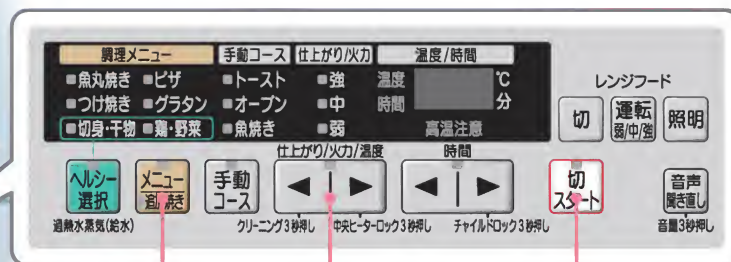 調理メニュー 手動コース 仕上がり/火力 温度/時間
魚丸焼き ピザ トースト 強 温度 ℃
つけ焼き グラタン オーブン 中 時間 分
切身・干物 鶏・野菜 魚焼き 弱 高温注意
レンジフード
切 運転 弱/中/強 照明
仕上がり/火力/温度 時間
ヘルシー選択 メニュー 追焼き 手動コース 切 スタート 音声 聞き直し
過熱水蒸気(給水) クリーニング3秒押し 中央ヒーターロック3秒押し チャイルドロック3秒押し 音量3秒押し